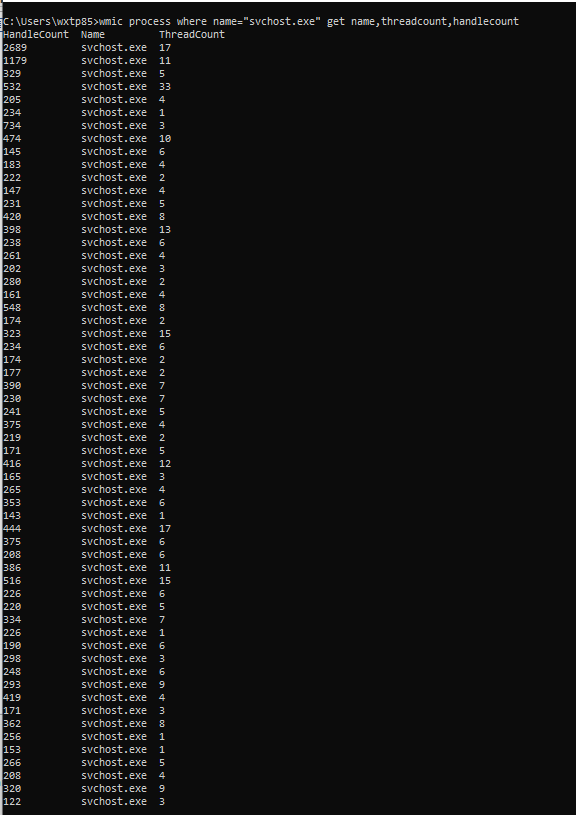 C:\Users\wxtp85>wmic process where name="svchost.exe" get name,threadcount,handlecount
HandleCount  Name         ThreadCount
2689         svchost.exe  17
1179         svchost.exe  11
329          svchost.exe  5
532          svchost.exe  33
205          svchost.exe  4
234          svchost.exe  1
734          svchost.exe  3
474          svchost.exe  10
145          svchost.exe  6
183          svchost.exe  4
222          svchost.exe  2
147          svchost.exe  4
231          svchost.exe  5
420          svchost.exe  8
398          svchost.exe  13
238          svchost.exe  6
261          svchost.exe  4
202          svchost.exe  3
280          svchost.exe  2
161          svchost.exe  4
548          svchost.exe  8
174          svchost.exe  2
323          svchost.exe  15
234          svchost.exe  6
174          svchost.exe  2
177          svchost.exe  2
390          svchost.exe  7
230          svchost.exe  7
241          svchost.exe  5
375          svchost.exe  4
219          svchost.exe  2
171          svchost.exe  5
416          svchost.exe  12
165          svchost.exe  3
265          svchost.exe  4
353          svchost.exe  6
143          svchost.exe  1
444          svchost.exe  17
375          svchost.exe  6
208          svchost.exe  6
386          svchost.exe  11
516          svchost.exe  15
226          svchost.exe  6
220          svchost.exe  5
334          svchost.exe  7
226          svchost.exe  1
190          svchost.exe  6
298          svchost.exe  3
248          svchost.exe  6
293          svchost.exe  9
419          svchost.exe  4
171          svchost.exe  3
362          svchost.exe  8
256          svchost.exe  1
153          svchost.exe  1
266          svchost.exe  5
208          svchost.exe  4
320          svchost.exe  9
122          svchost.exe  3